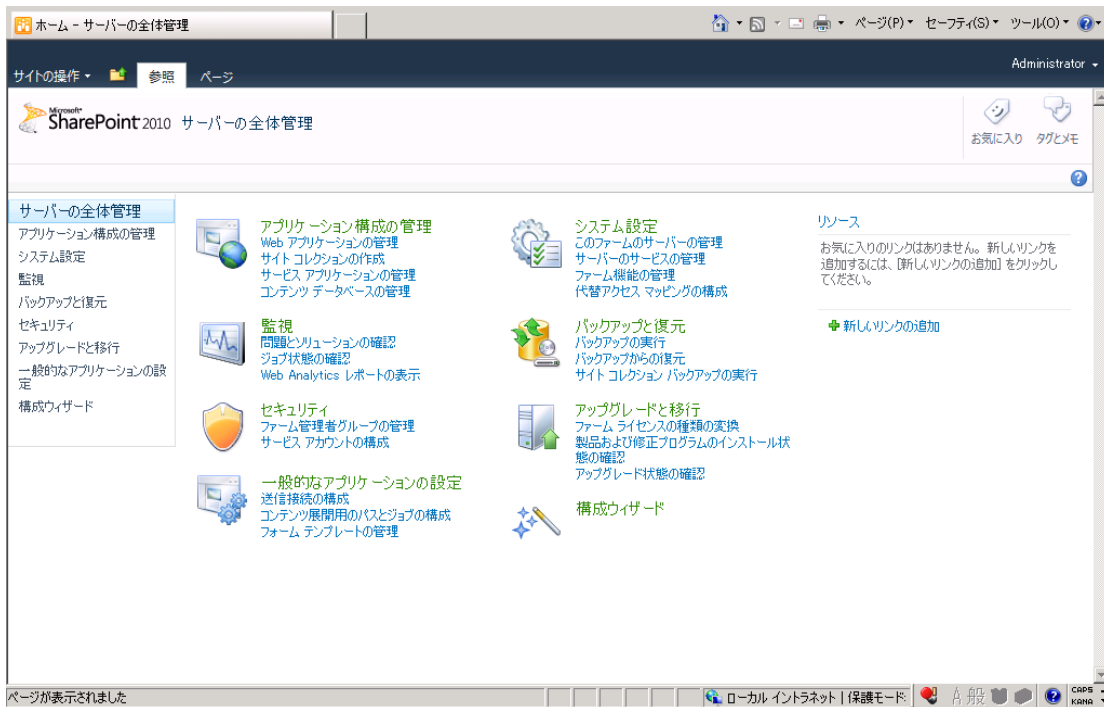 ホーム - サーバーの全体管理
ページ(P)
セーフティ(S)
ツール(O)
サイトの操作
参照
ページ
Administrator
Microsoft
SharePoint 2010 サーバーの全体管理
お気に入り
タグとメモ
サーバーの全体管理
アプリケーション構成の管理
システム設定
監視
バックアップと復元
セキュリティ
アップグレードと移行
一般的なアプリケーションの設
定
構成ウィザード
アプリケーション構成の管理
Web アプリケーションの管理
サイト コレクションの作成
サービス アプリケーションの管理
コンテンツ データベースの管理
監視
問題とソリューションの確認
ジョブ状態の確認
Web Analytics レポートの表示
セキュリティ
ファーム管理者グループの管理
サービス アカウントの構成
一般的なアプリケーションの設定
送信接続の構成
コンテンツ展開用のパスとジョブの構成
フォーム テンプレートの管理
システム設定
このファームのサーバーの管理
サーバーのサービスの管理
ファーム機能の管理
代替アクセス マッピングの構成
バックアップと復元
バックアップの実行
バックアップからの復元
サイト コレクション バックアップの実行
アップグレードと移行
ファーム ライセンスの種類の変換
製品および修正プログラムのインストール状
態の確認
アップグレード状態の確認
構成ウィザード
リソース
お気に入りのリンクはありません。新しいリンクを
追加するには、[新しいリンクの追加] をクリックし
てください。
新しいリンクの追加
ページが表示されました
ローカル イントラネット | 保護モード:
A 般
CAPS
KANA